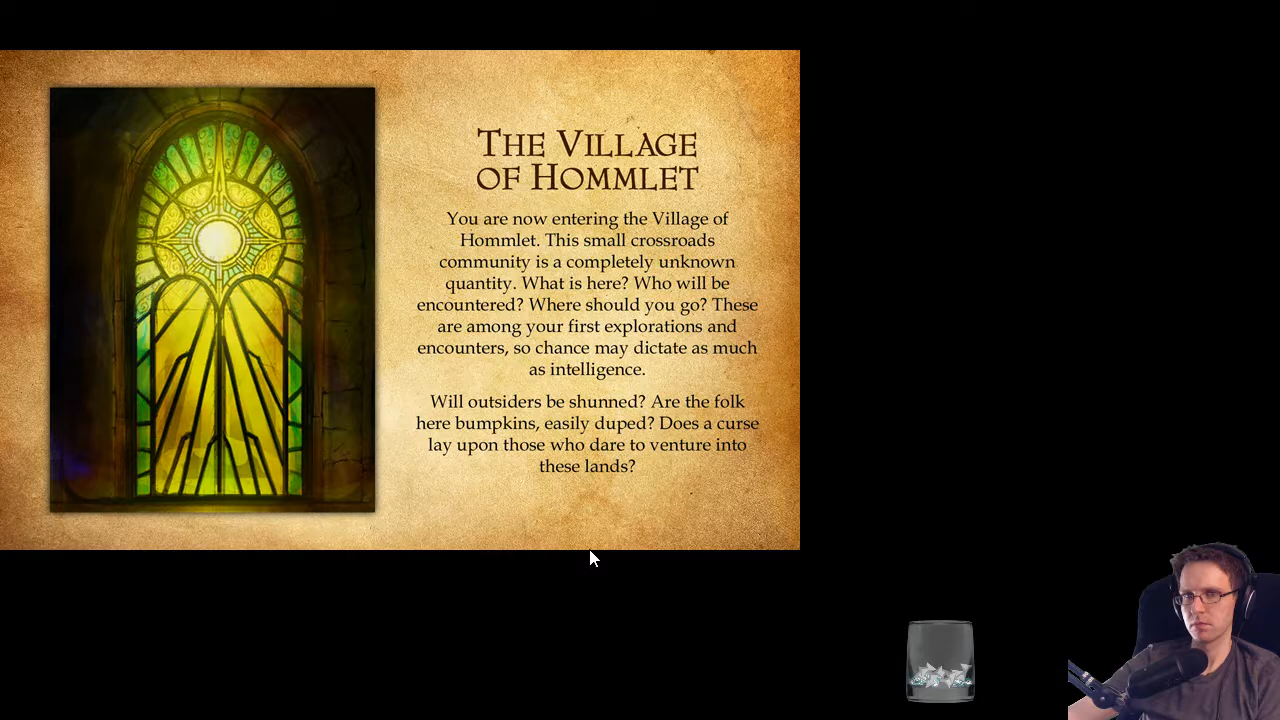 THE VILLAGE
OF HOMMLET
You are now entering the Village of
Hommlet. This small crossroads
community is a completely unknown
quantity. What is here? Who will be
encountered? Where should you go? These
are among your first explorations and
encounters, so chance may dictate as much
as intelligence.
Will outsiders be shunned? Are the folk
here bumpkins, easily duped? Does a curse
lay upon those who dare to venture into
these lands?